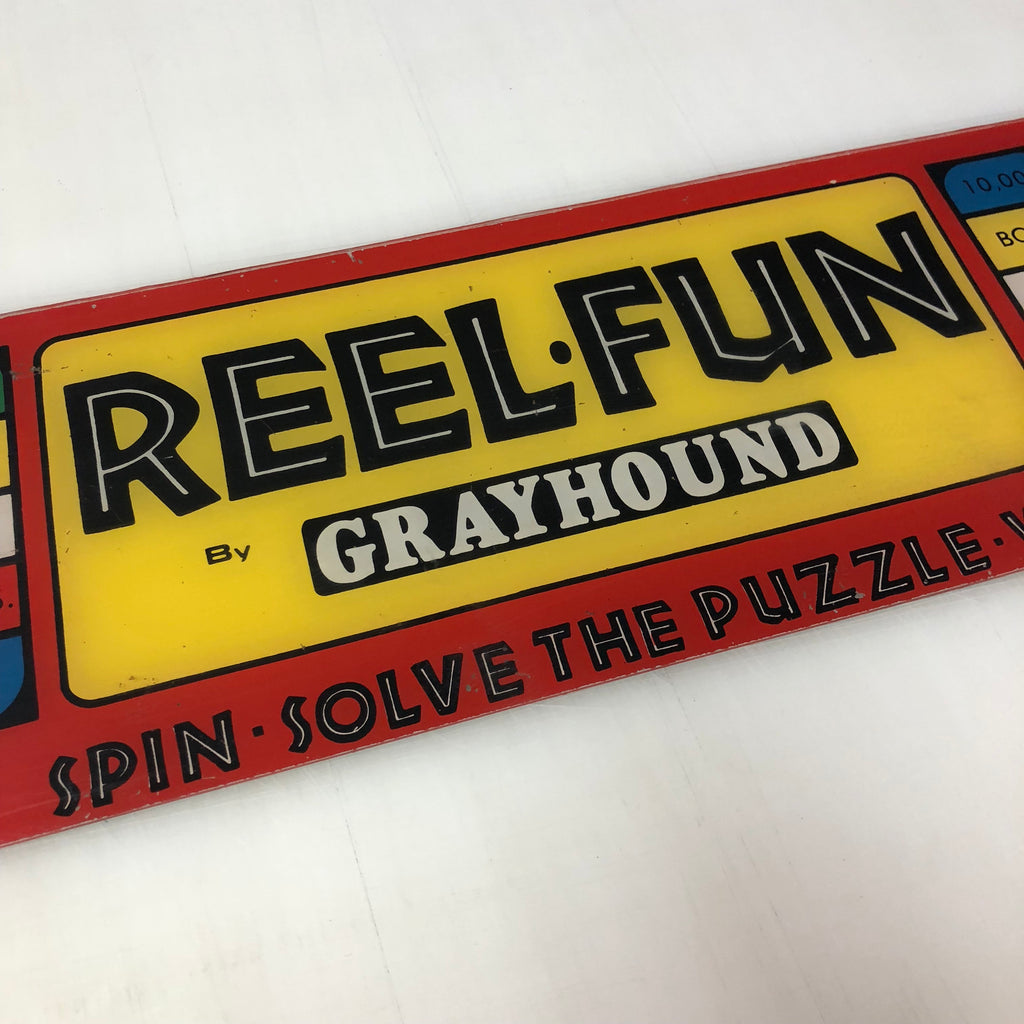 REEL·FUN
By GRAYHOUND
SPIN·SOLVE THE PUZZLE·